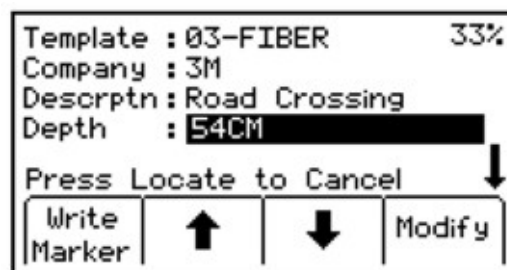 Template :03-FIBER 33%
Company :3M
Descrptn:Road Crossing
Depth :54CM
Press Locate to Cancel
Write Marker
Modify